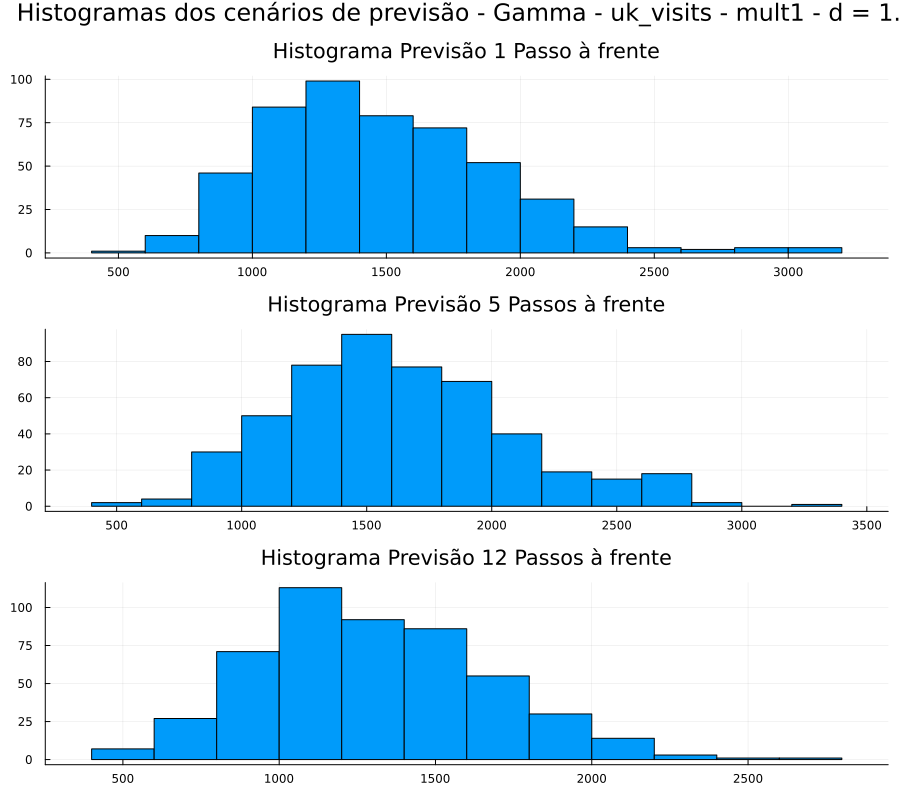 Histogramas dos cenários de previsão - Gamma - uk_visits - mult1 - d = 1.
Histograma Previsão 1 Passo à frente
100
75
50
25
0
500 1000 1500 2000 2500 3000
Histograma Previsão 5 Passos à frente
80
60
40
20
0
500 1000 1500 2000 2500 3000 3500
Histograma Previsão 12 Passos à frente
100
75
50
25
0
500 1000 1500 2000 2500